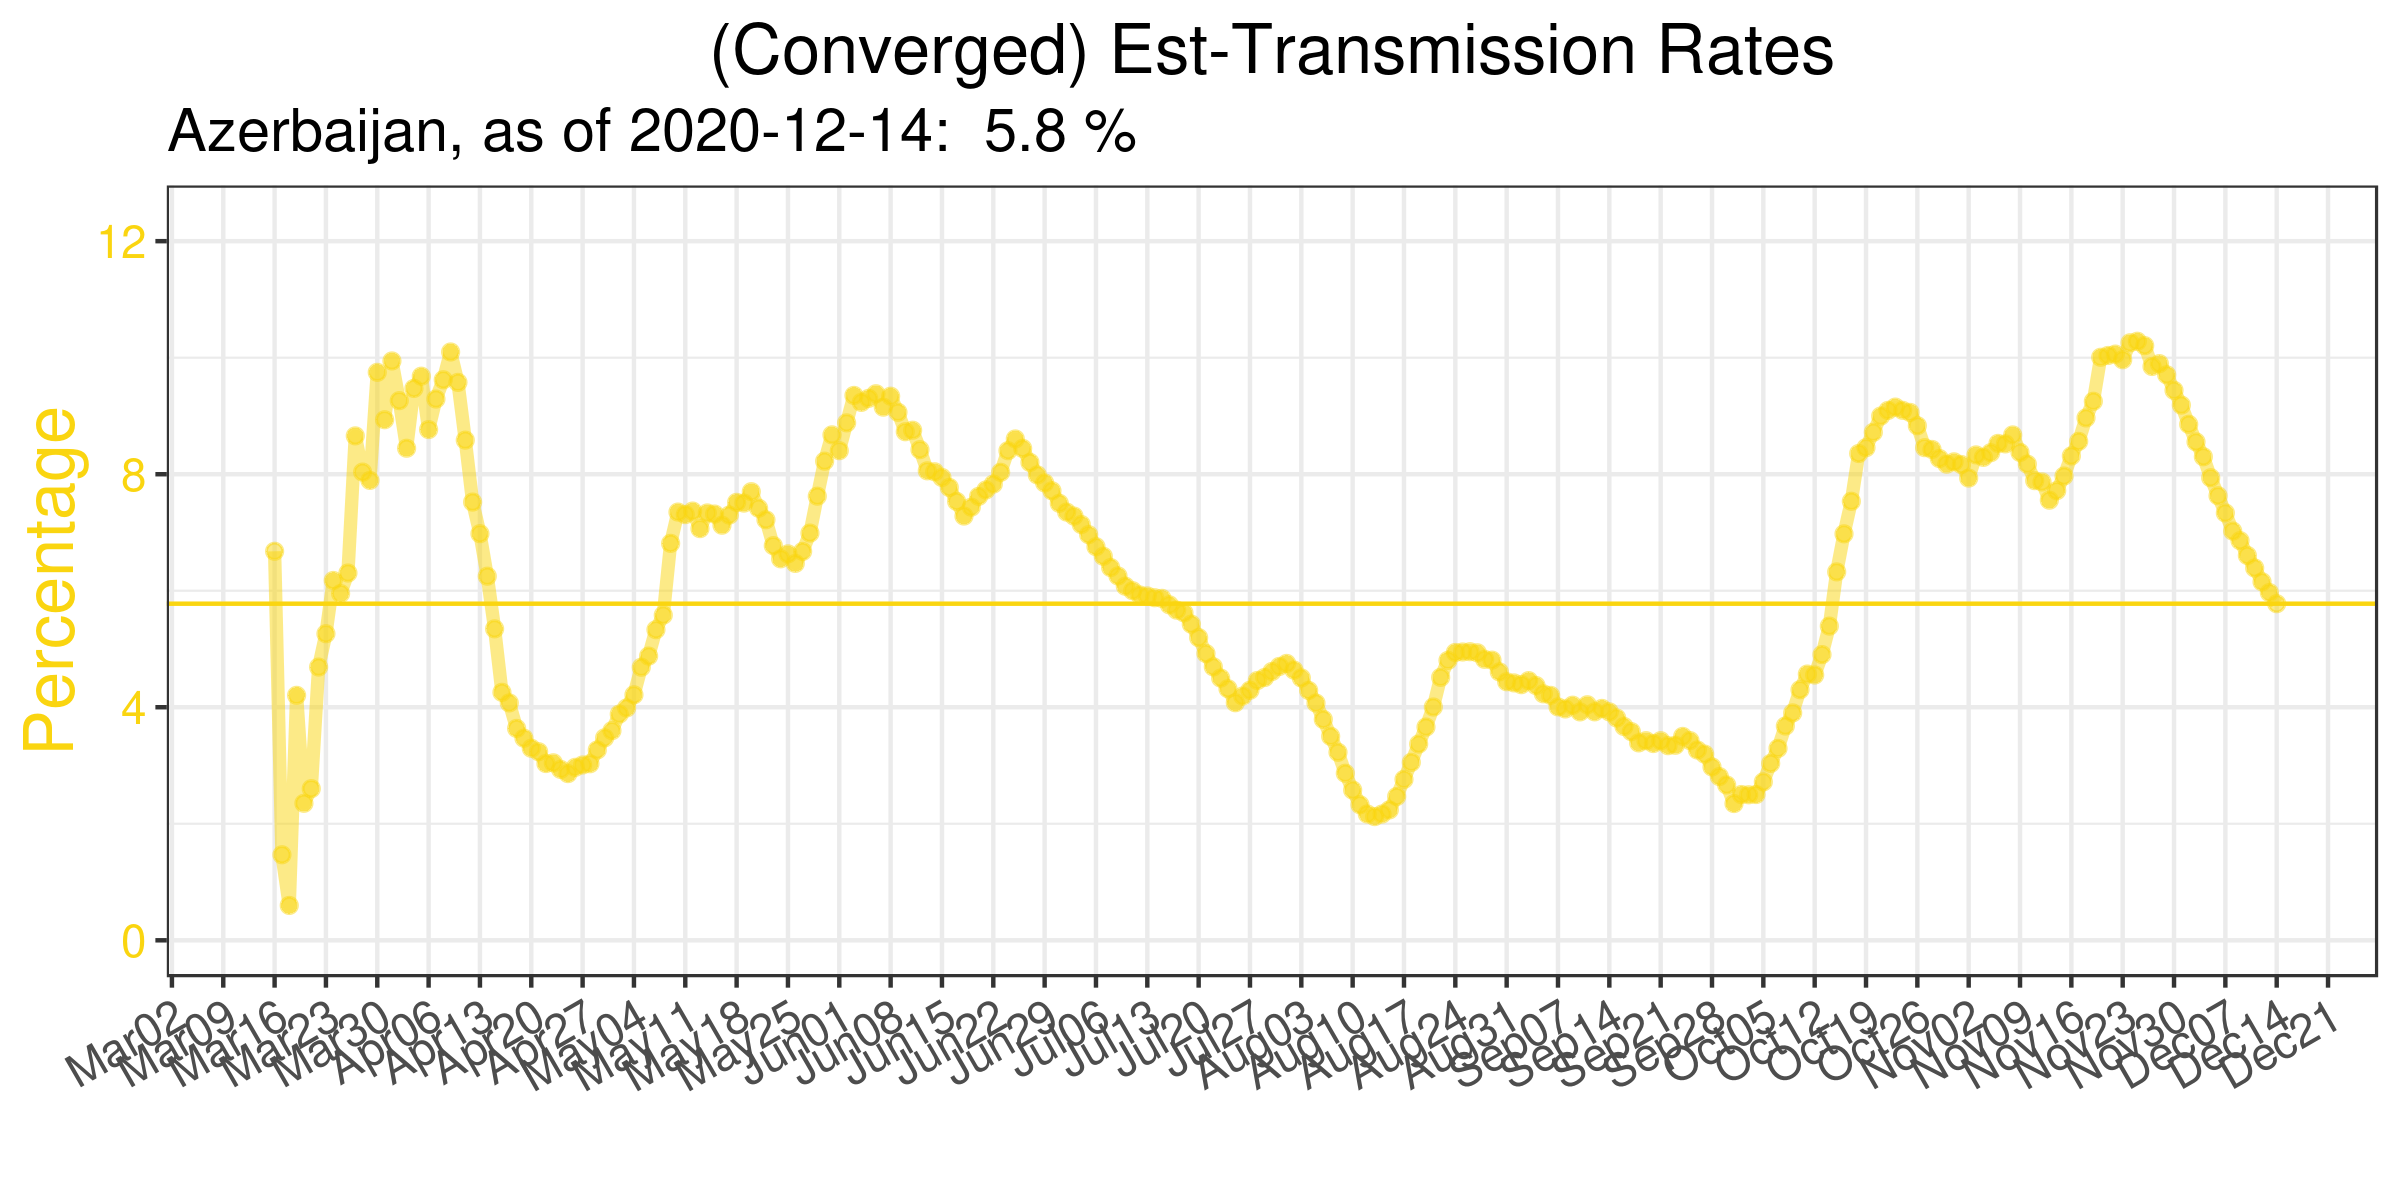 (Converged) Est-Transmission Rates
Azerbaijan, as of 2020-12-14:  5.8 %
Percentage
12
8
4
0
Mar02
Mar09
Mar16
Mar23
Mar30
Apr06
Apr13
Apr20
Apr27
May04
May11
May18
May25
Jun01
Jun08
Jun15
Jun22
Jun29
Jul06
Jul13
Jul20
Jul27
Aug03
Aug10
Aug17
Aug24
Aug31
Sep07
Sep14
Sep21
Sep28
Oct05
Oct12
Oct19
Oct26
Nov02
Nov09
Nov16
Nov23
Nov30
Dec07
Dec14
Dec21